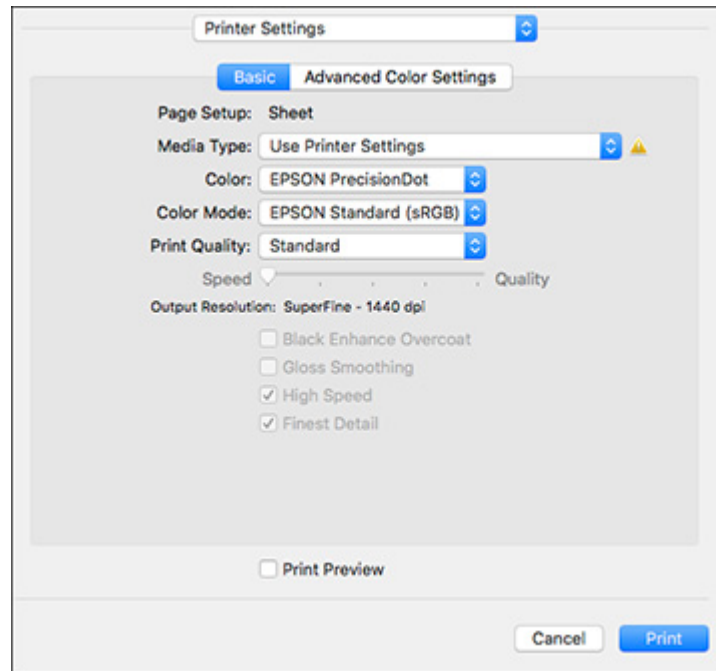 Printer Settings
Basic Advanced Color Settings
Page Setup: Sheet
Media Type: Use Printer Settings
Color: EPSON PrecisionDot
Color Mode: EPSON Standard (sRGB)
Print Quality: Standard
Speed Quality
Output Resolution: SuperFine - 1440 dpi
Black Enhance Overcoat
Gloss Smoothing
High Speed
Finest Detail
Print Preview
Cancel Print